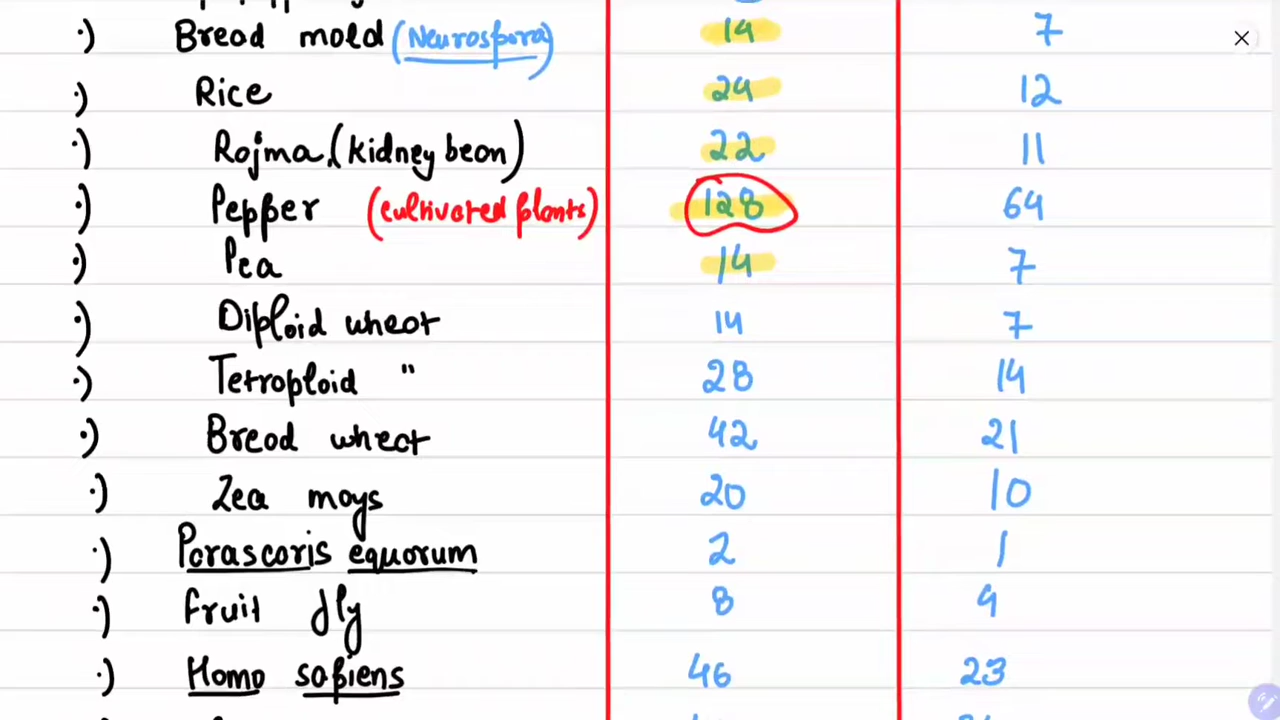 ·) Bread mold (Neurospora) 14 7
·) Rice 24 12
·) Rajma (kidney bean) 22 11
·) Pepper (cultivated plants) 128 64
·) Pea 14 7
·) Diploid wheat 14 7
·) Tetraploid " 28 14
·) Bread wheat 42 21
·) Zea mays 20 10
·) Parascaris equorum 2 1
·) fruit fly 8 4
·) Homo sapiens 46 23